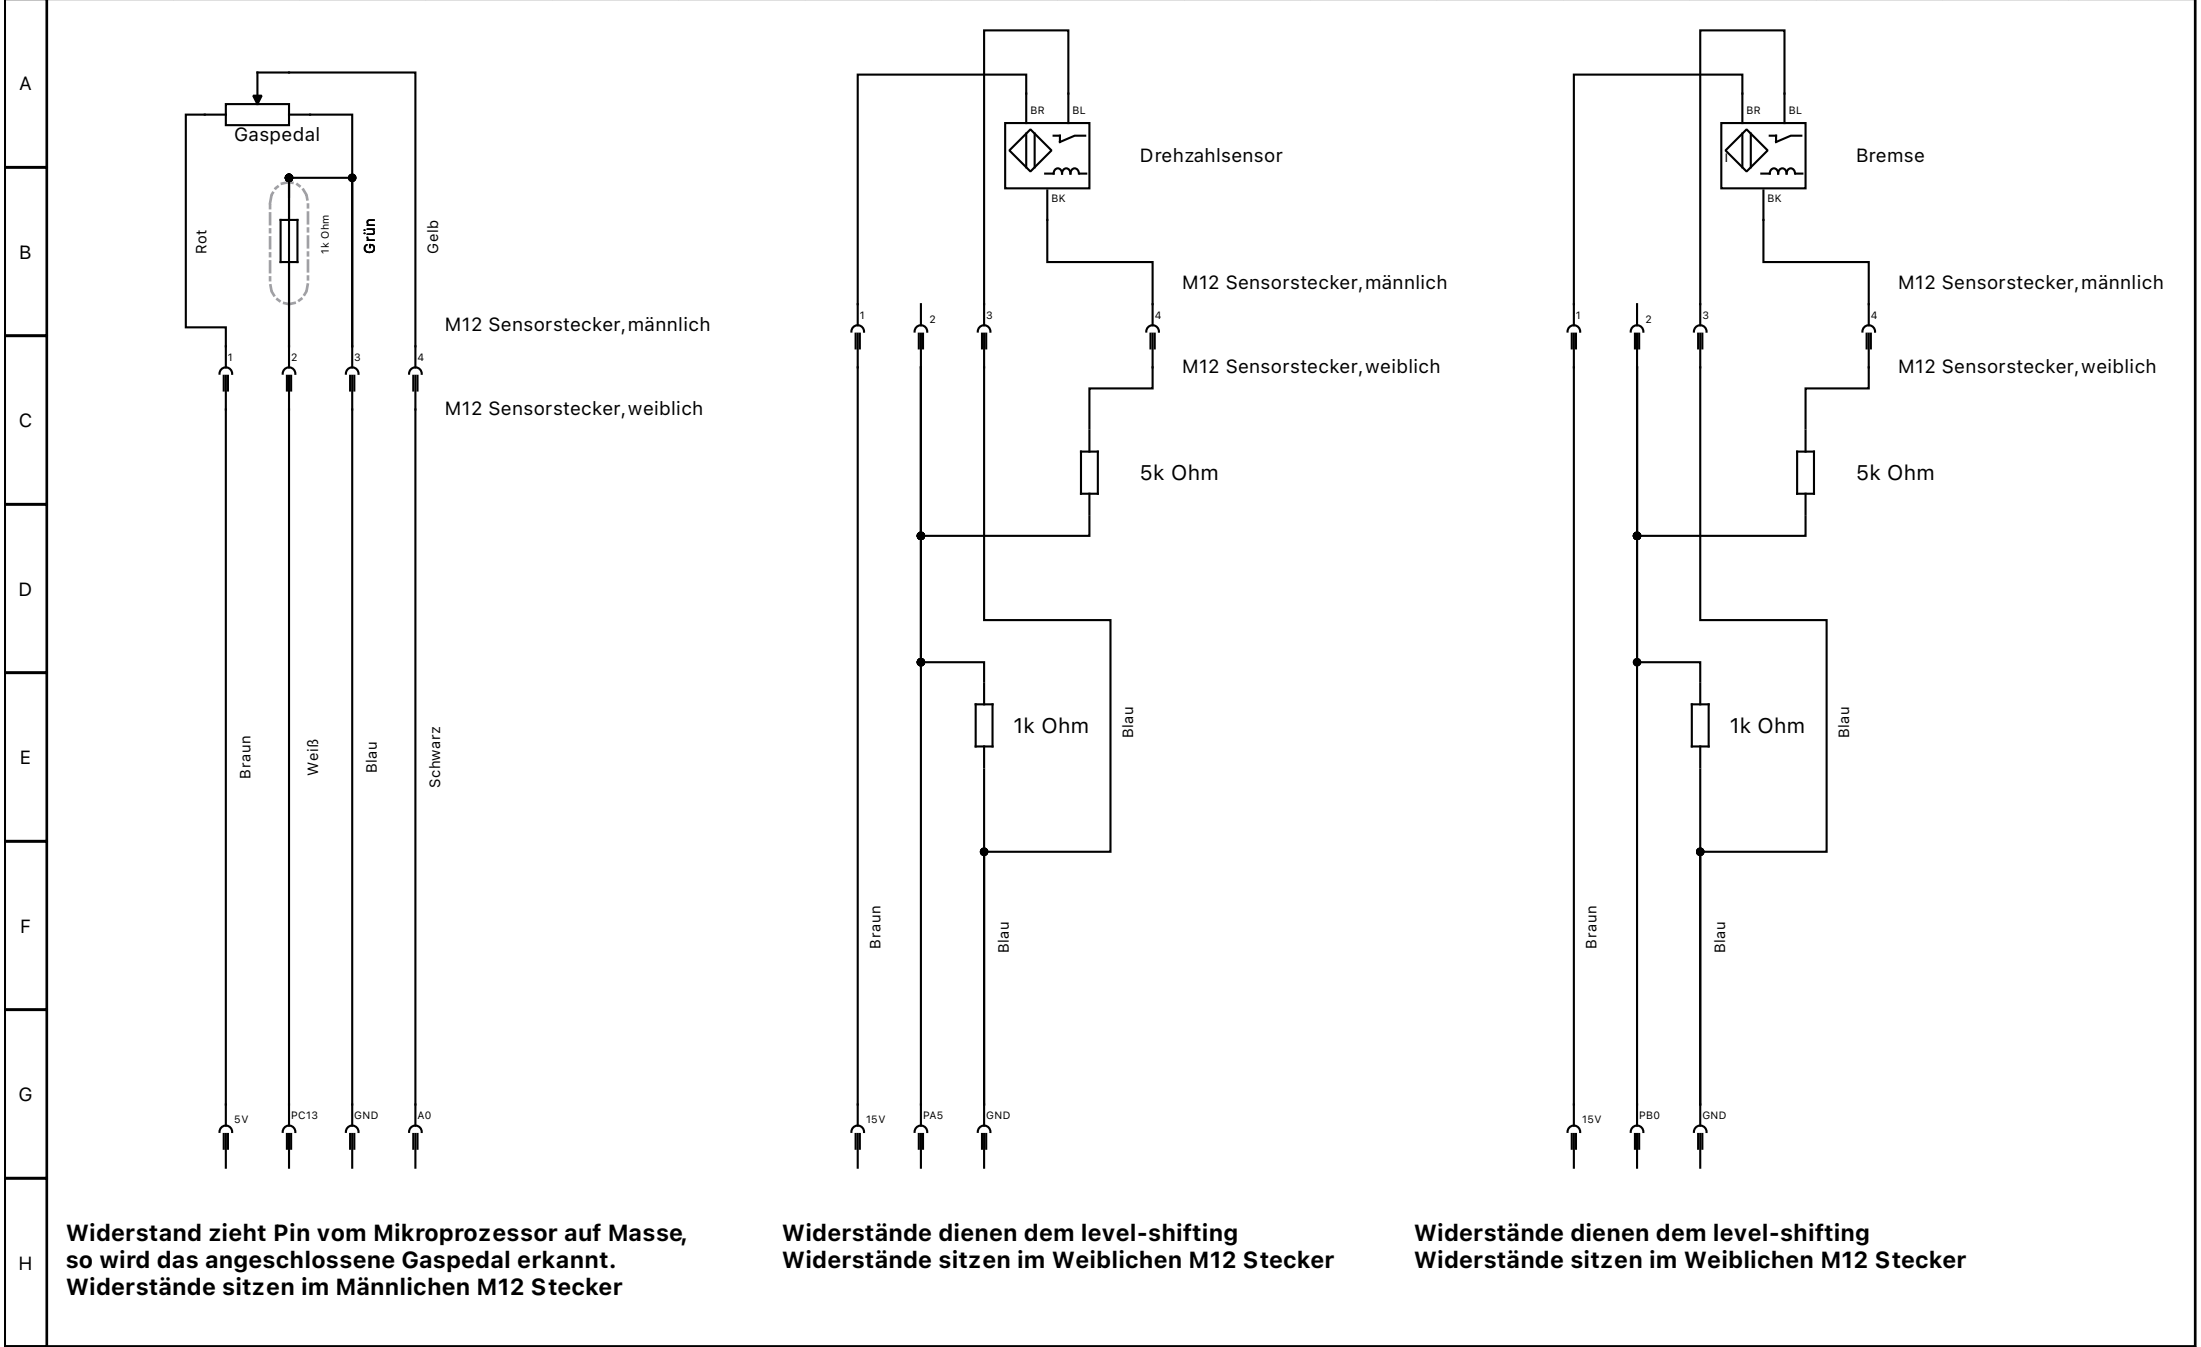 A
B
C
D
E
F
G
H
Gaspedal
Rot
1k Ohm
Grün
Gelb
M12 Sensorstecker, männlich
1
2
3
4
M12 Sensorstecker, weiblich
Braun
Weiß
Blau
Schwarz
5V
PC13
GND
A0
Widerstand zieht Pin vom Mikroprozessor auf Masse,
so wird das angeschlossene Gaspedal erkannt.
Widerstände sitzen im Männlichen M12 Stecker
BR
BL
Drehzahlsensor
BK
M12 Sensorstecker, männlich
1
2
3
4
M12 Sensorstecker, weiblich
5k Ohm
1k Ohm
Blau
Braun
Blau
15V
PA5
GND
Widerstände dienen dem level-shifting
Widerstände sitzen im Weiblichen M12 Stecker
BR
BL
Bremse
BK
M12 Sensorstecker, männlich
1
2
3
4
M12 Sensorstecker, weiblich
5k Ohm
1k Ohm
Blau
Braun
Blau
15V
PB0
GND
Widerstände dienen dem level-shifting
Widerstände sitzen im Weiblichen M12 Stecker